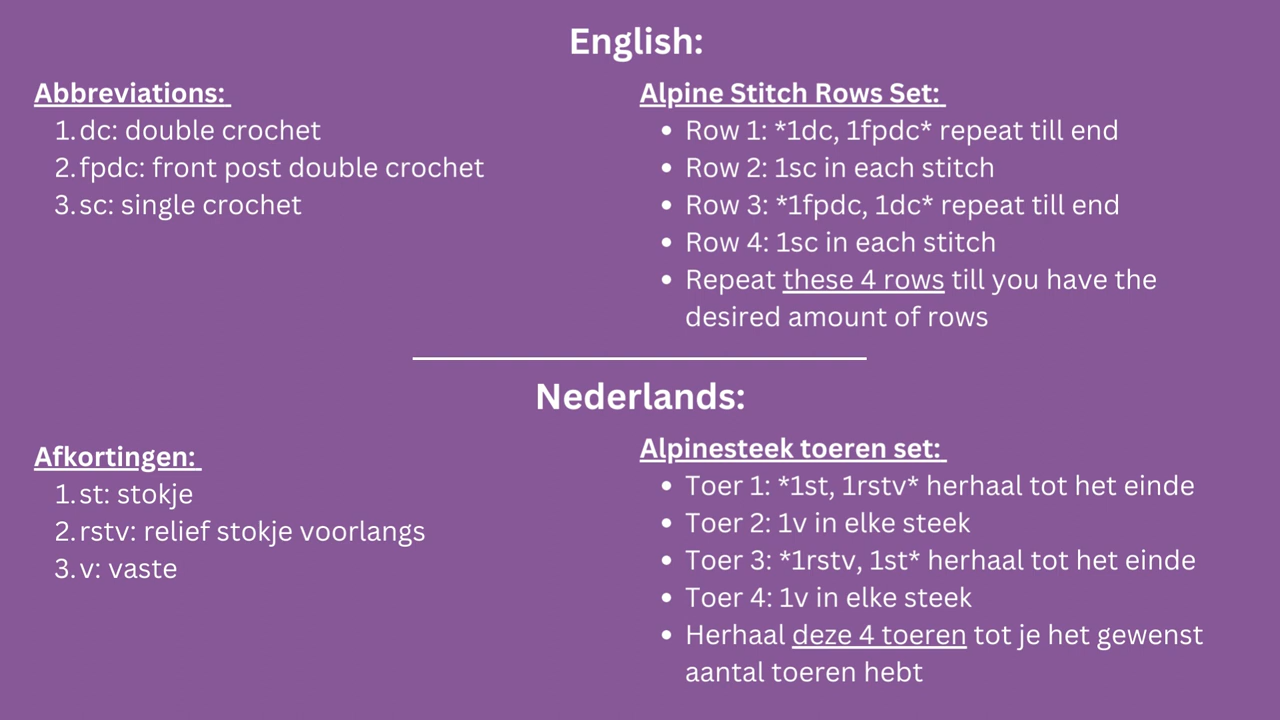 English:
Abbreviations:
1. dc: double crochet
2. fpdc: front post double crochet
3. sc: single crochet
Alpine Stitch Rows Set:
• Row 1: *1dc, 1fpdc* repeat till end
• Row 2: 1sc in each stitch
• Row 3: *1fpdc, 1dc* repeat till end
• Row 4: 1sc in each stitch
• Repeat these 4 rows till you have the
desired amount of rows
Nederlands:
Afkortingen:
1. st: stokje
2. rstv: relief stokje voorlangs
3. v: vaste
Alpinesteek toeren set:
• Toer 1: *1st, 1rstv* herhaal tot het einde
• Toer 2: 1v in elke steek
• Toer 3: *1rstv, 1st* herhaal tot het einde
• Toer 4: 1v in elke steek
• Herhaal deze 4 toeren tot je het gewenst
aantal toeren hebt